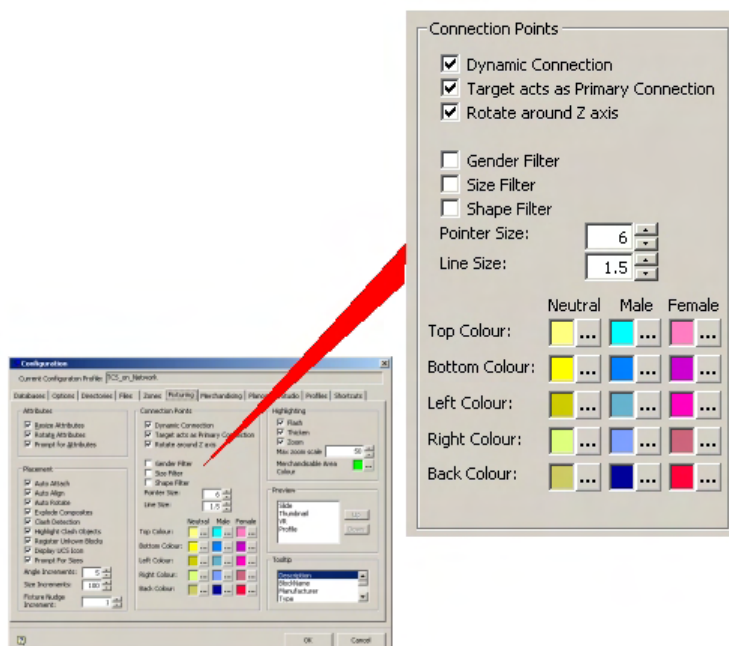 Connection Points
Dynamic Connection
Target acts as Primary Connection
Rotate around Z axis
Gender Filter
Size Filter
Shape Filter
Pointer Size: 6
Line Size: 1.5
Neutral Male Female
Top Colour: ... ... ...
Bottom Colour: ... ... ...
Left Colour: ... ... ...
Right Colour: ... ... ...
Back Colour: ... ... ...
Configuration
Current Configuraton Profile: TCS_on_Network
Databases Options Directories Files Zones Fixturing Merchandising Studio Profiles Shortcuts
Attributes
Resize Attributes
Rotate Attributes
Prompt for Attributes
Placement
Auto Attach
Auto Align
Auto Rotate
Explode Composites
Clash Detection
Highlight Clash Objects
Register Unkown Blocks
Display UCS Icon
Prompt For Sizes
Angle Increments: 5
Size Increments: 100
Fixture Nudge
Increment: 1
Connection Points
Dynamic Connection
Target acts as Primary Connection
Rotate around Z axis
Gender Filter
Size Filter
Shape Filter
Pointer Size: 6
Line Size: 1.5
Neutral Male Female
Top Colour: ... ... ...
Bottom Colour: ... ... ...
Left Colour: ... ... ...
Right Colour: ... ... ...
Back Colour: ... ... ...
Highlighting
Flash
Thicken
Zoom
Max zoom scale 50
Merchandisable Area
Colour ...
Preview
Slide
Thumbnail
VR
Profile
Up
Down
Tooltip
Description
BlockName
Manufacturer
Type
OK Cancel